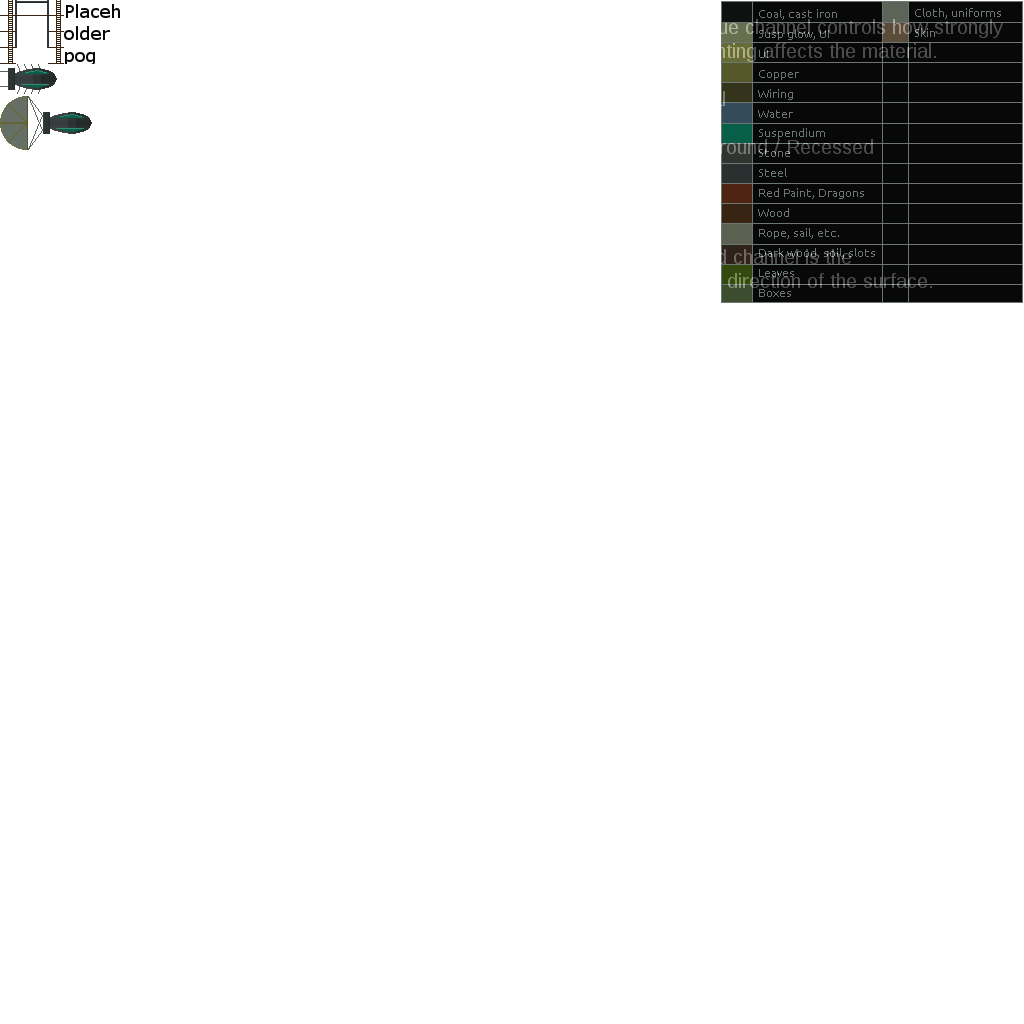 Placeh
older
pog
Coal, cast iron
Cloth, uniforms
ue channel controls how strongly
Susp glow, UI
Skin
UI
nting affects the material.
Copper
Wiring
Water
Suspendium
round / Recessed
Stone
Steel
Red Paint, Dragons
Wood
Rope, sail, etc.
Dark wood, soil, slots
d channel is the
Leaves
direction of the surface.
Boxes